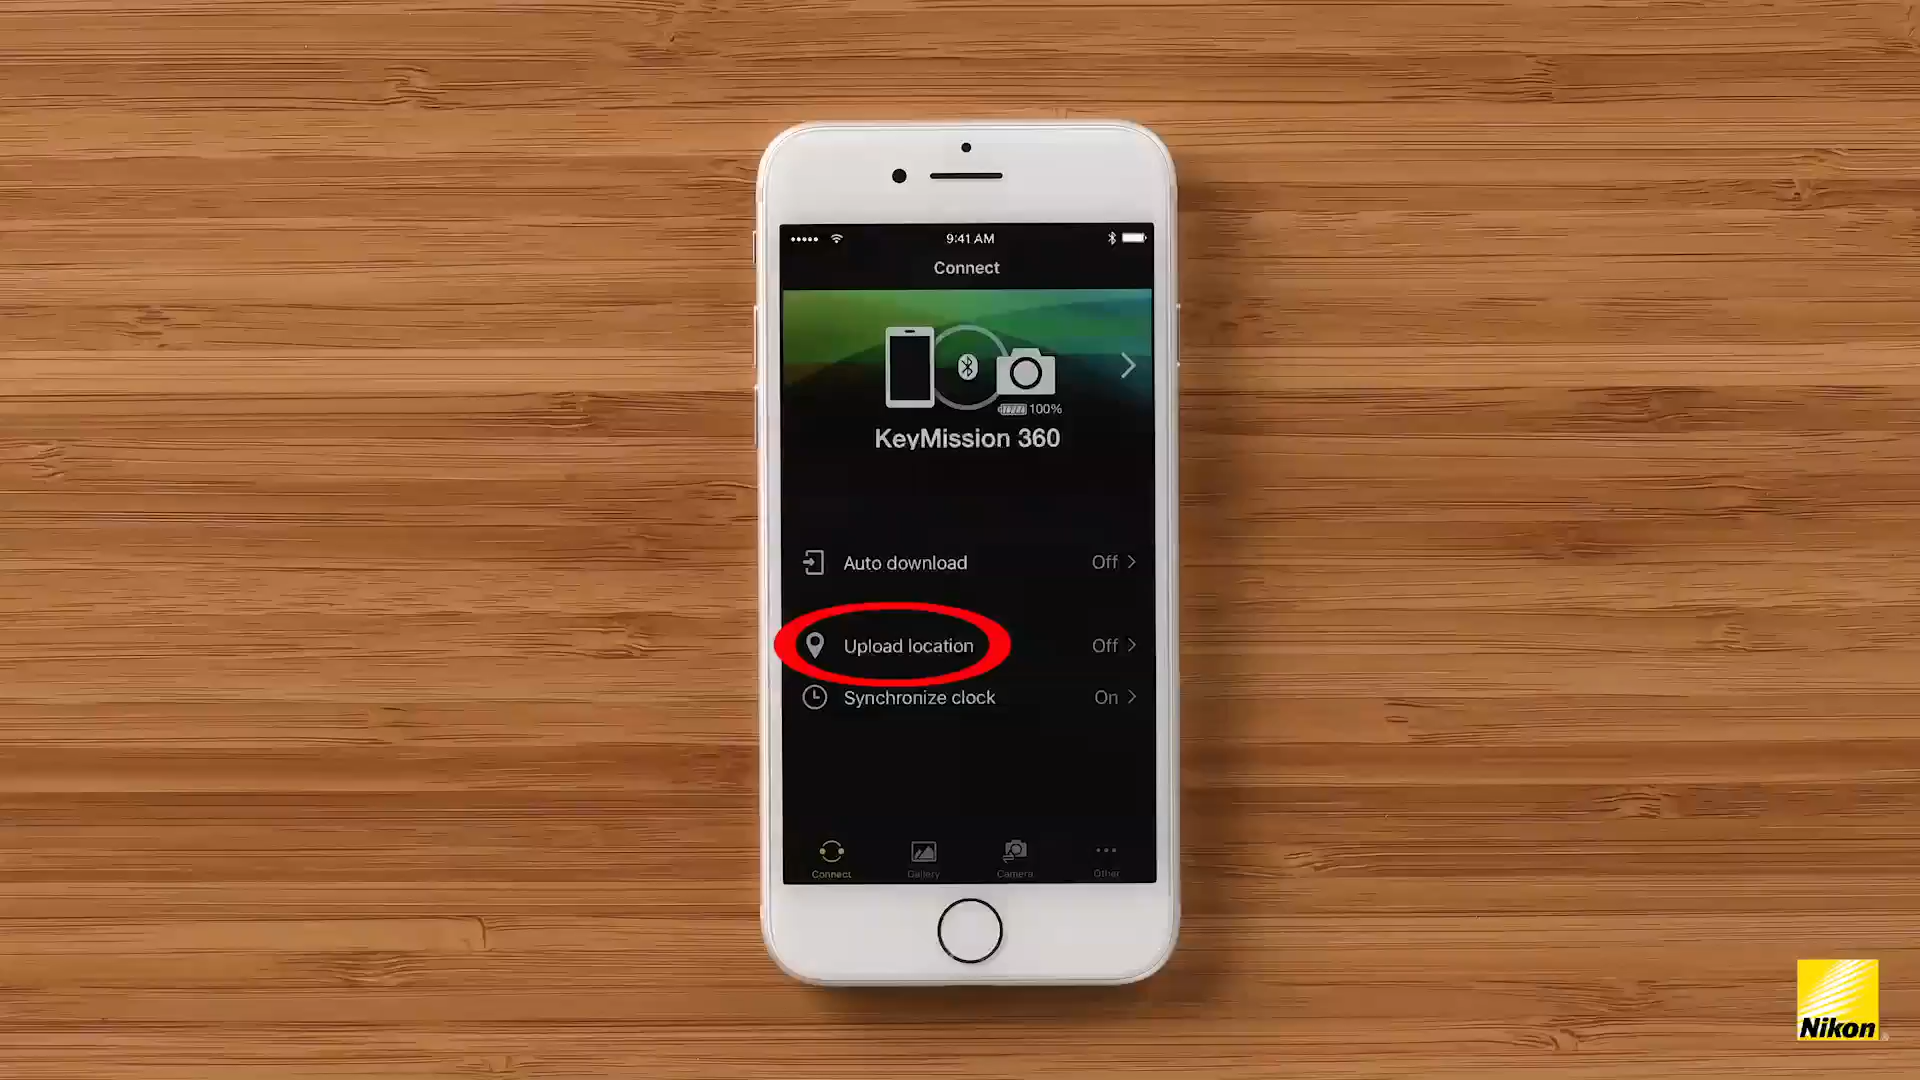 9:41 AM
Connect
100%
KeyMission 360
Auto download Off
Upload location Off
Synchronize clock On
Connect Gallery Camera Other
Nikon